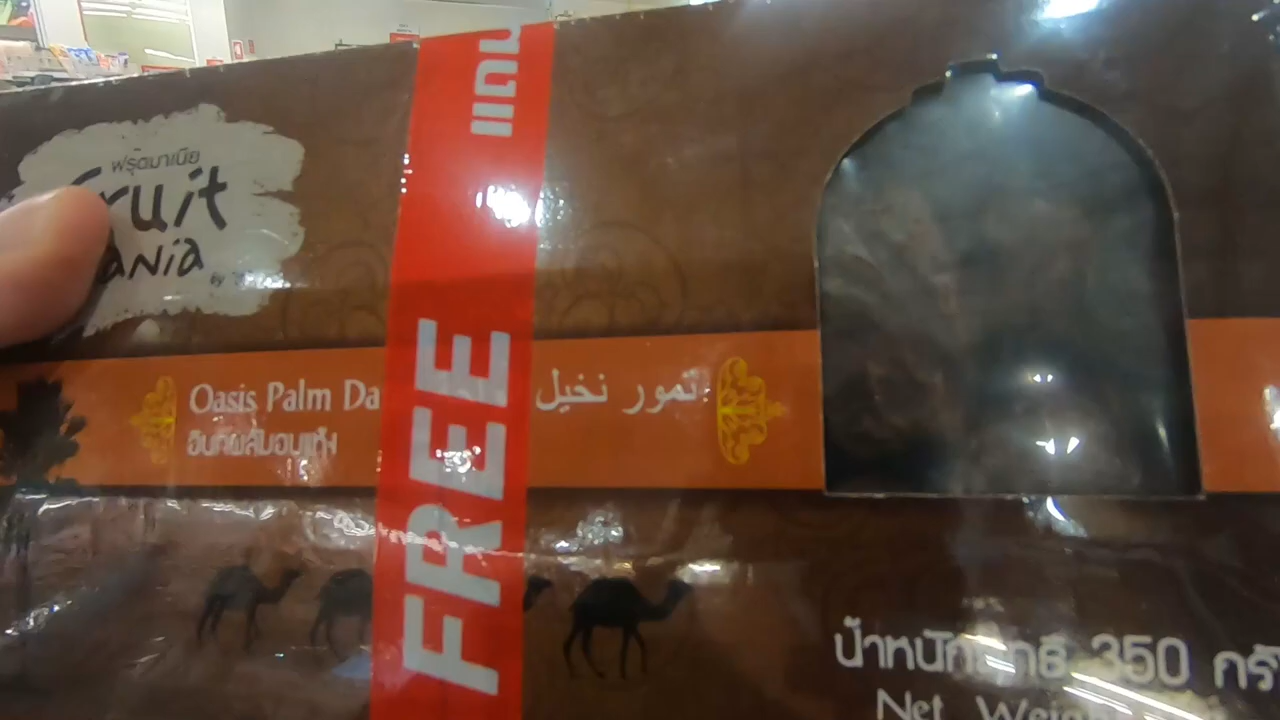 ฟรุ๊ตมาเนีย
fruit
ania
by
แถม
FREE
Oasis Palm Da
تمور نخيل
อินทผลัมอบแห้ง
น้ำหนักสุทธิ 350 กรั
Net Weig